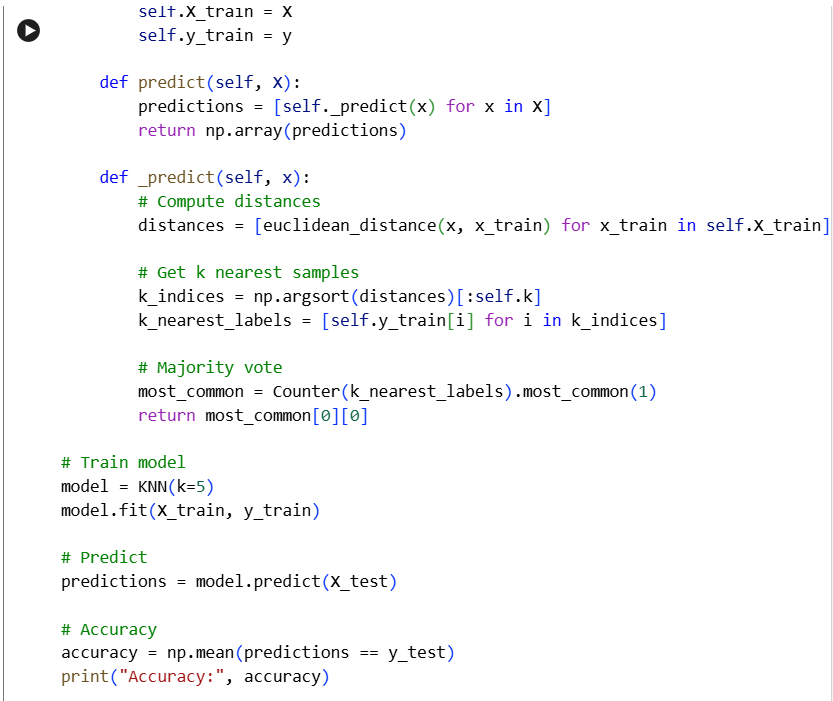 self.X_train = X
        self.y_train = y

    def predict(self, X):
        predictions = [self._predict(x) for x in X]
        return np.array(predictions)

    def _predict(self, x):
        # Compute distances
        distances = [euclidean_distance(x, x_train) for x_train in self.X_train]

        # Get k nearest samples
        k_indices = np.argsort(distances)[:self.k]
        k_nearest_labels = [self.y_train[i] for i in k_indices]

        # Majority vote
        most_common = Counter(k_nearest_labels).most_common(1)
        return most_common[0][0]

# Train model
model = KNN(k=5)
model.fit(X_train, y_train)

# Predict
predictions = model.predict(X_test)

# Accuracy
accuracy = np.mean(predictions == y_test)
print("Accuracy:", accuracy)